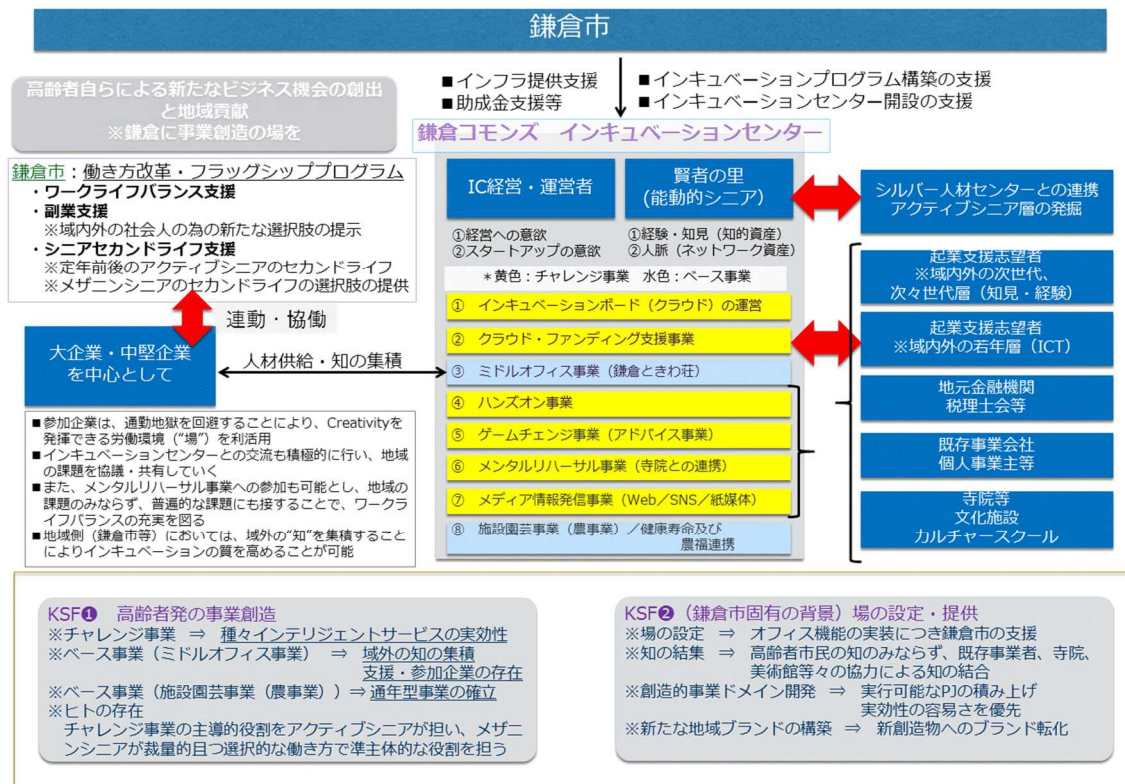 鎌倉市
■インフラ提供支援
■助成金支援等
■インキュベーションプログラム構築の支援
■インキュベーションセンター開設の支援
高齢者自らによる新たなビジネス機会の創出
と地域貢献
※鎌倉に事業創造の場を
鎌倉市：働き方改革・フラッグシッププログラム
・ワークライフバランス支援
・副業支援
※域内外の社会人の為の新たな選択肢の提示
・シニアセカンドライフ支援
※定年前後のアクティブシニアのセカンドライフ
※メザニンシニアのセカンドライフの選択肢の提供
連動・協働
大企業・中堅企業
を中心として
人材供給・知の集積
■参加企業は、通勤地獄を回避することにより、Creativityを
発揮できる労働環境（“場”）を利活用
■インキュベーションセンターとの交流も積極的に行い、地域
の課題を協議・共有していく
■また、メンタルリハーサル事業への参加も可能とし、地域の
課題のみならず、普遍的な課題にも接することで、ワーク
ライフバランスの充実を図る
■地域側（鎌倉市等）においては、域外の“知”を集積すること
によりインキュベーションの質を高めることが可能
鎌倉コモンズ　インキュベーションセンター
IC経営・運営者
賢者の里
(能動的シニア)
①経営への意欲
②スタートアップの意欲
①経験・知見（知的資産）
②人脈（ネットワーク資産）
＊黄色：チャレンジ事業　水色：ベース事業
①　インキュベーションボード（クラウド）の運営
②　クラウド・ファンディング支援事業
③　ミドルオフィス事業（鎌倉ときわ荘）
④　ハンズオン事業
⑤　ゲームチェンジ事業（アドバイス事業）
⑥　メンタルリハーサル事業（寺院との連携）
⑦　メディア情報発信事業（Web／SNS／紙媒体）
⑧　施設園芸事業（農事業）／健康寿命及び
農福連携
シルバー人材センターとの連携
アクティブシニア層の発掘
起業支援志望者
※域内外の次世代、
次々世代層（知見・経験）
起業支援志望者
※域内外の若年層（ICT）
地元金融機関
税理士会等
既存事業会社
個人事業主等
寺院等
文化施設
カルチャースクール
KSF❶　高齢者発の事業創造
※チャレンジ事業　⇒　種々インテリジェントサービスの実効性
※ベース事業（ミドルオフィス事業）　⇒　域外の知の集積
支援・参加企業の存在
※ベース事業（施設園芸事業（農事業））⇒通年型事業の確立
※ヒトの存在
チャレンジ事業の主導的役割をアクティブシニアが担い、メザニ
ンシニアが裁量的且つ選択的な働き方で準主体的な役割を担う
KSF❷（鎌倉市固有の背景）場の設定・提供
※場の設定　⇒　オフィス機能の実装につき鎌倉市の支援
※知の結集　⇒　高齢者市民の知のみならず、既存事業者、寺院、
美術館等々の協力による知の結合
※創造的事業ドメイン開発　⇒　実行可能なPJの積み上げ
実効性の容易さを優先
※新たな地域ブランドの構築　⇒　新創造物へのブランド転化